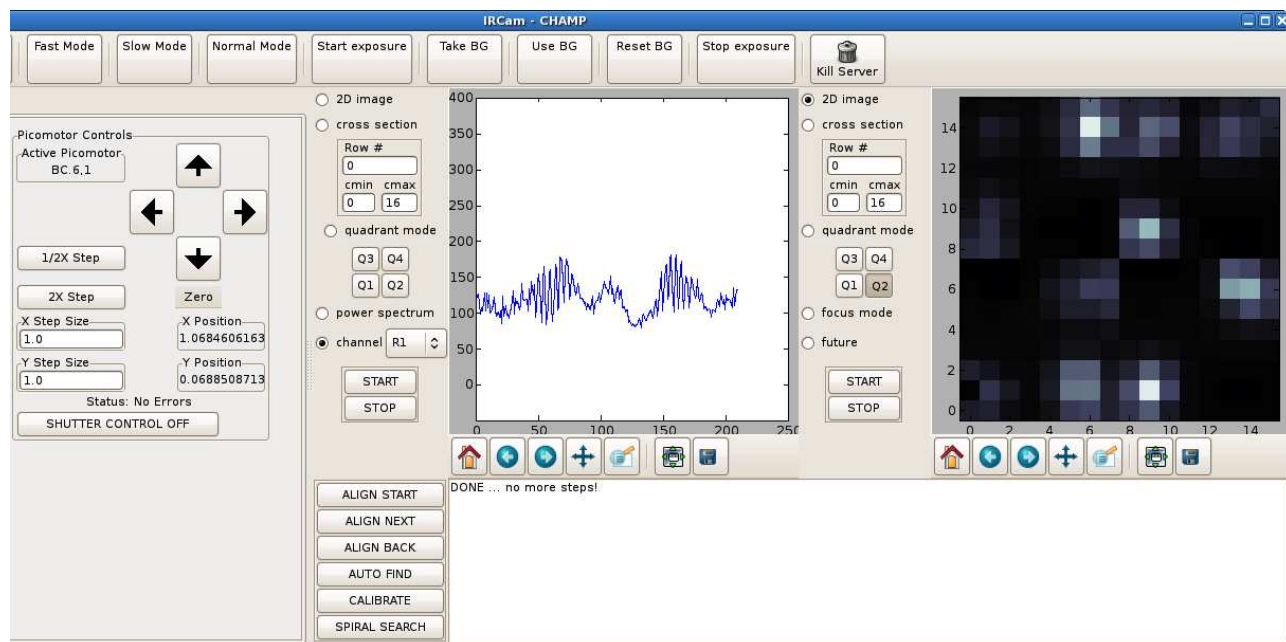 IRCam - CHAMP
Fast Mode Slow Mode Normal Mode Start exposure Take BG Use BG Reset BG Stop exposure Kill Server
Picomotor Controls
Active Picomotor
BC.6,1
1/2X Step
2X Step
Zero
X Step Size
1.0
X Position
1.0684606163
Y Step Size
1.0
Y Position
0.0688508713
Status: No Errors
SHUTTER CONTROL OFF
2D image
cross section
Row #
0
cmin cmax
0 16
quadrant mode
Q3 Q4
Q1 Q2
power spectrum
channel R1
START
STOP
400
350
300
250
200
150
100
50
0
0 50 100 150 200 250
2D image
cross section
Row #
0
cmin cmax
0 16
quadrant mode
Q3 Q4
Q1 Q2
focus mode
future
START
STOP
14
12
10
8
6
4
2
0
0 2 4 6 8 10 12 14
ALIGN START
ALIGN NEXT
ALIGN BACK
AUTO FIND
CALIBRATE
SPIRAL SEARCH
DONE ... no more steps!